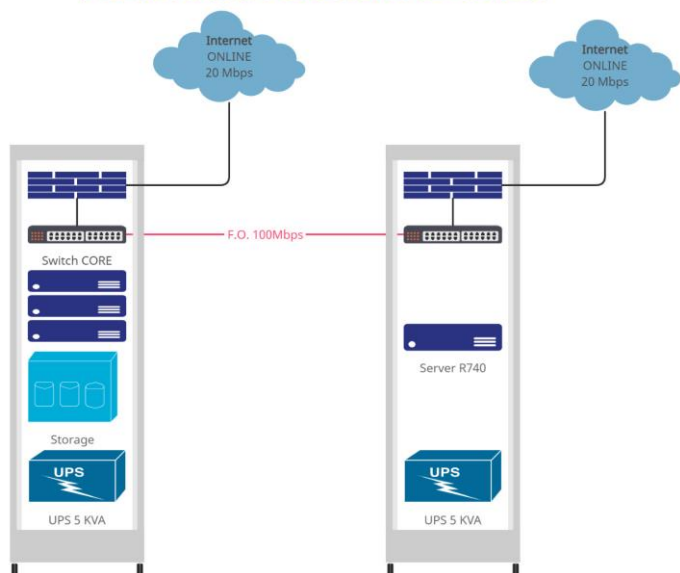 Internet
ONLINE
20 Mbps
Internet
ONLINE
20 Mbps
F.O. 100Mbps
Switch CORE
Server R740
Storage
UPS
UPS
UPS 5 KVA
UPS 5 KVA